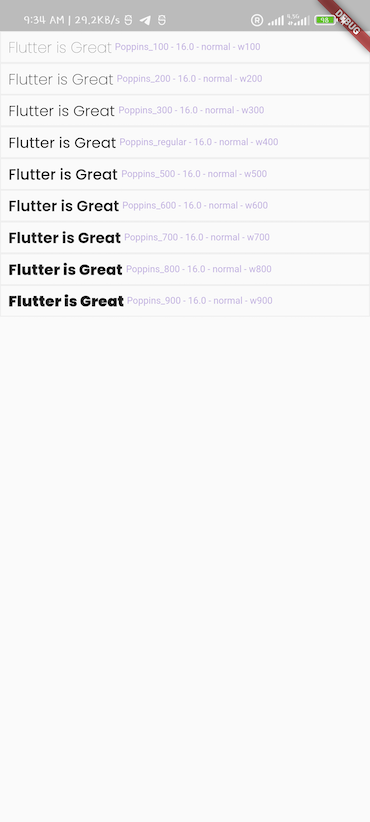 9:34 AM | 29,2KB/s
98
DEBUG
Flutter is Great Poppins_100 - 16.0 - normal - w100
Flutter is Great Poppins_200 - 16.0 - normal - w200
Flutter is Great Poppins_300 - 16.0 - normal - w300
Flutter is Great Poppins_regular - 16.0 - normal - w400
Flutter is Great Poppins_500 - 16.0 - normal - w500
Flutter is Great Poppins_600 - 16.0 - normal - w600
Flutter is Great Poppins_700 - 16.0 - normal - w700
Flutter is Great Poppins_800 - 16.0 - normal - w800
Flutter is Great Poppins_900 - 16.0 - normal - w900